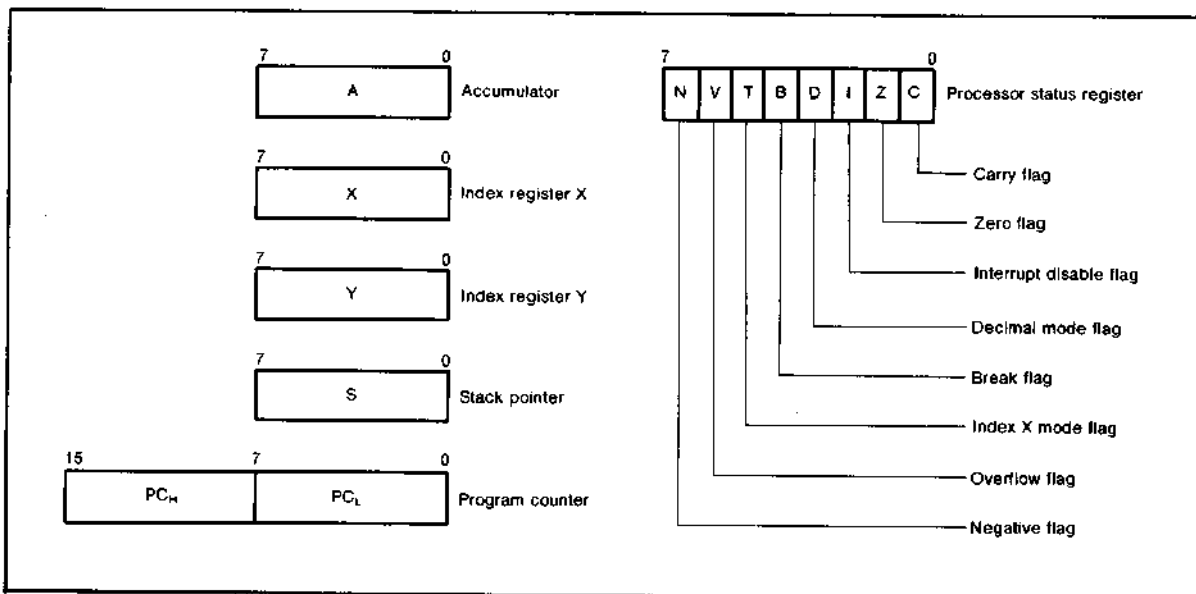 7 0
A
Accumulator
7 0
X
Index register X
7 0
Y
Index register Y
7 0
S
Stack pointer
15 7 0
PCH PCL
Program counter
7 0
N V T B D I Z C
Processor status register
Carry flag
Zero flag
Interrupt disable flag
Decimal mode flag
Break flag
Index X mode flag
Overflow flag
Negative flag